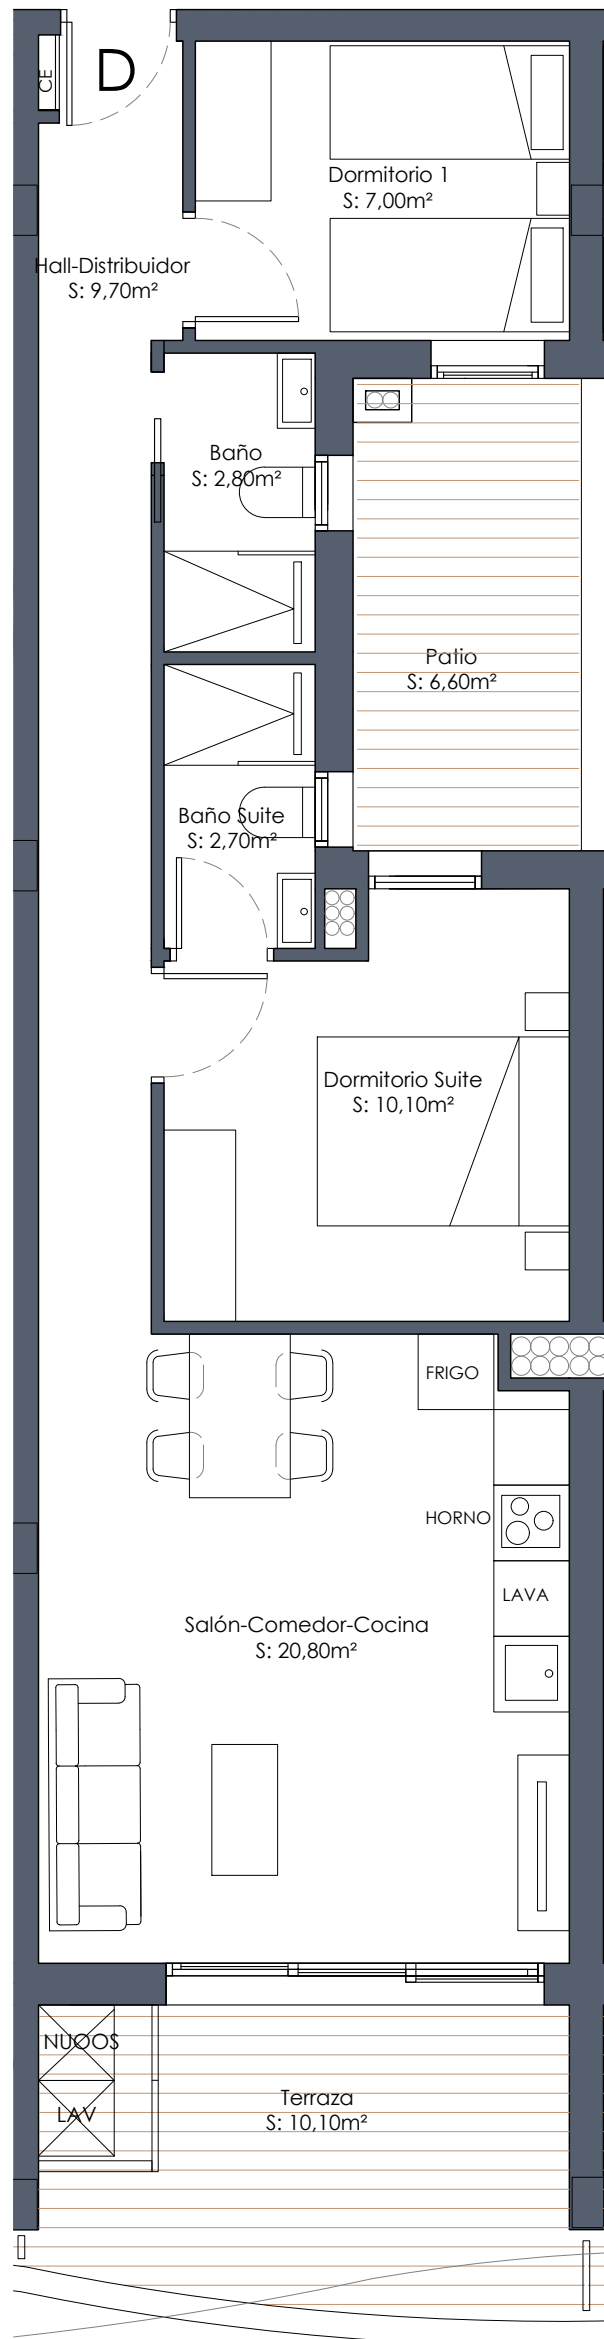 CE
D
Dormitorio 1
S: 7,00m²
Hall-Distribuidor
S: 9,70m²
Baño
S: 2,80m²
Patio
S: 6,60m²
Baño Suite
S: 2,70m²
Dormitorio Suite
S: 10,10m²
FRIGO
HORNO
LAVA
Salón-Comedor-Cocina
S: 20,80m²
NUOOS
LAV
Terraza
S: 10,10m²